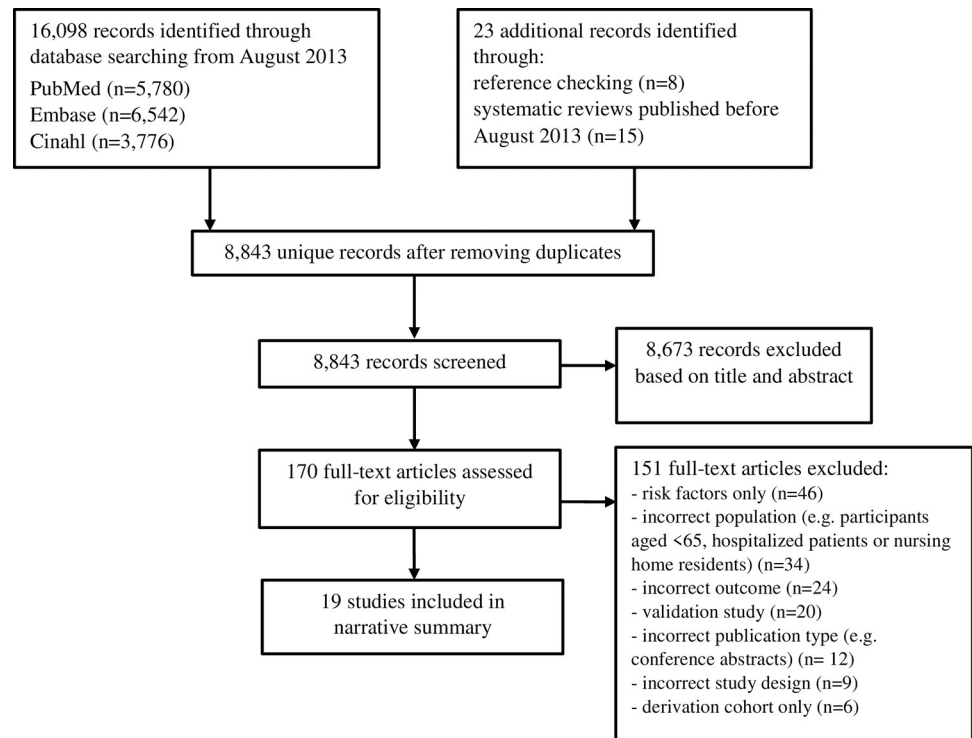 16,098 records identified through
database searching from August 2013
PubMed (n=5,780)
Embase (n=6,542)
Cinahl (n=3,776)
23 additional records identified
through:
reference checking (n=8)
systematic reviews published before
August 2013 (n=15)
8,843 unique records after removing duplicates
8,843 records screened
8,673 records excluded
based on title and abstract
170 full-text articles assessed
for eligibility
151 full-text articles excluded:
- risk factors only (n=46)
- incorrect population (e.g. participants
aged <65, hospitalized patients or nursing
home residents) (n=34)
- incorrect outcome (n=24)
- validation study (n=20)
- incorrect publication type (e.g.
conference abstracts) (n= 12)
- incorrect study design (n=9)
- derivation cohort only (n=6)
19 studies included in
narrative summary